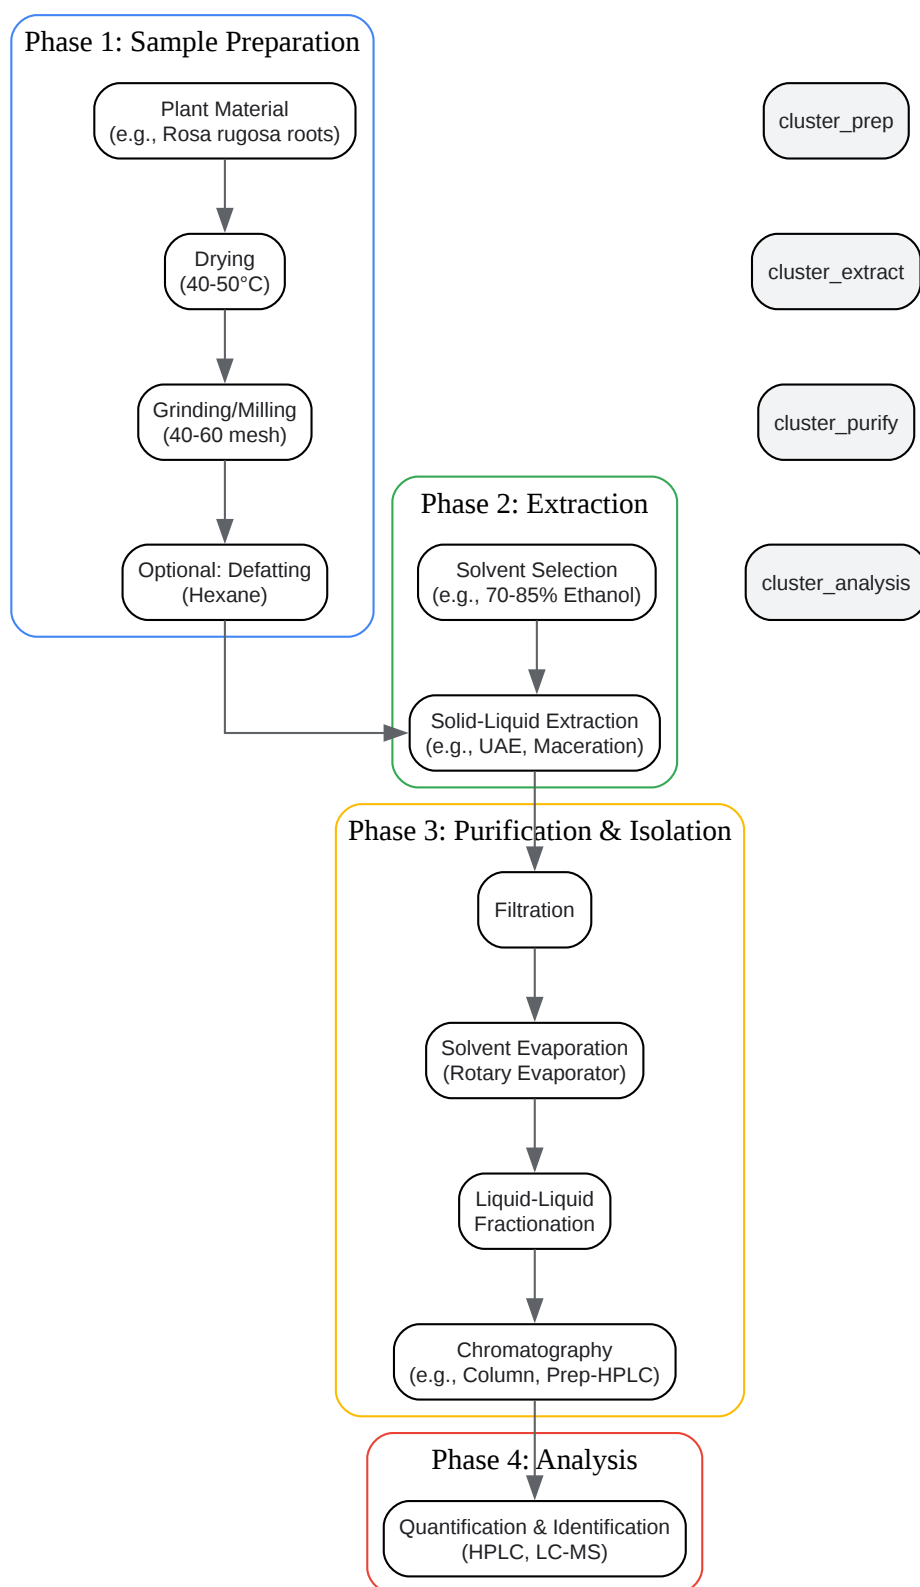 Phase 1: Sample Preparation
Plant Material
(e.g., Rosa rugosa roots)
Drying
(40-50°C)
Grinding/Milling
(40-60 mesh)
Optional: Defatting
(Hexane)
Phase 2: Extraction
Solvent Selection
(e.g., 70-85% Ethanol)
Solid-Liquid Extraction
(e.g., UAE, Maceration)
Phase 3: Purification & Isolation
Filtration
Solvent Evaporation
(Rotary Evaporator)
Liquid-Liquid
Fractionation
Chromatography
(e.g., Column, Prep-HPLC)
Phase 4: Analysis
Quantification & Identification
(HPLC, LC-MS)
cluster_prep
cluster_extract
cluster_purify
cluster_analysis